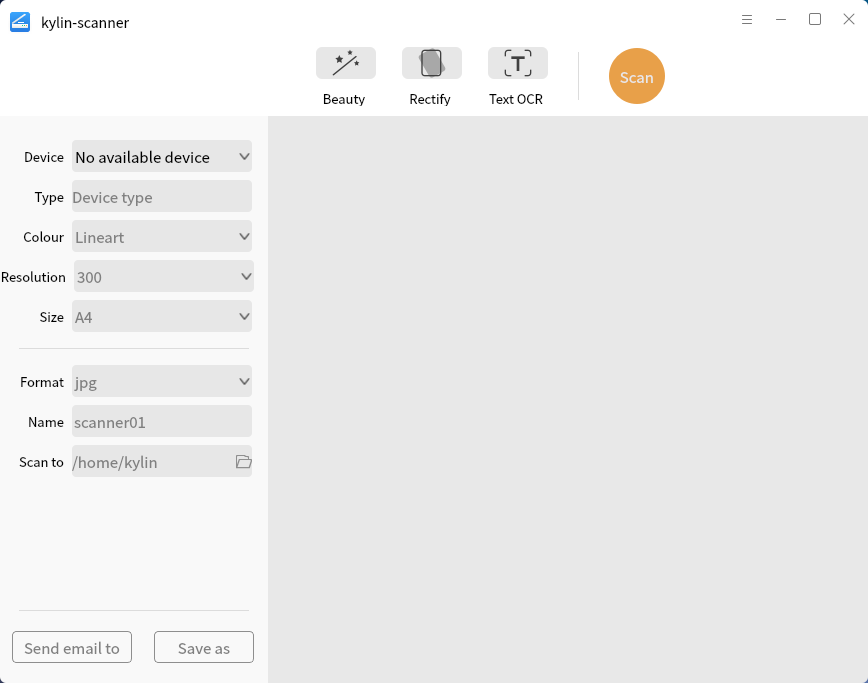 kylin-scanner
Beauty
Rectify
Text OCR
Scan
Device
No available device
Type
Device type
Colour
Lineart
Resolution
300
Size
A4
Format
jpg
Name
scanner01
Scan to
/home/kylin
Send email to
Save as